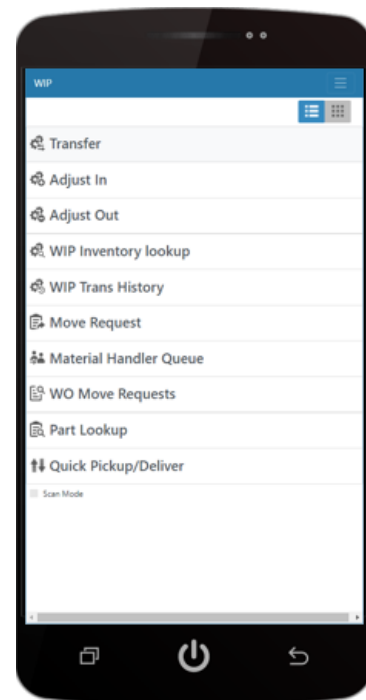 WIP
Transfer
Adjust In
Adjust Out
WIP Inventory lookup
WIP Trans History
Move Request
Material Handler Queue
WO Move Requests
Part Lookup
Quick Pickup/Deliver
Scan Mode